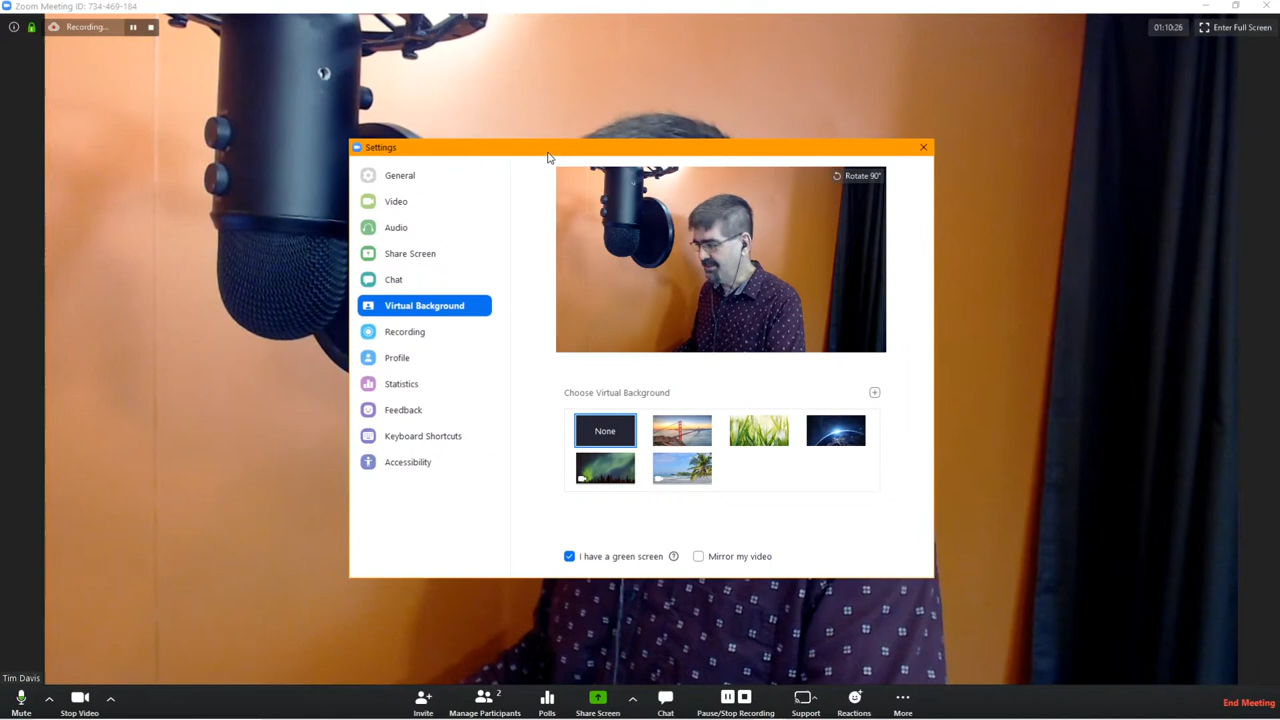 Zoom Meeting ID: 734-469-184
Recording...
01:10:26
Enter Full Screen
Settings
General
Video
Audio
Share Screen
Chat
Virtual Background
Recording
Profile
Statistics
Feedback
Keyboard Shortcuts
Accessibility
Rotate 90°
Choose Virtual Background
None
I have a green screen
Mirror my video
Tim Davis
Mute
Stop Video
Invite
2
Manage Participants
Polls
Share Screen
Chat
Pause/Stop Recording
Support
Reactions
More
End Meeting